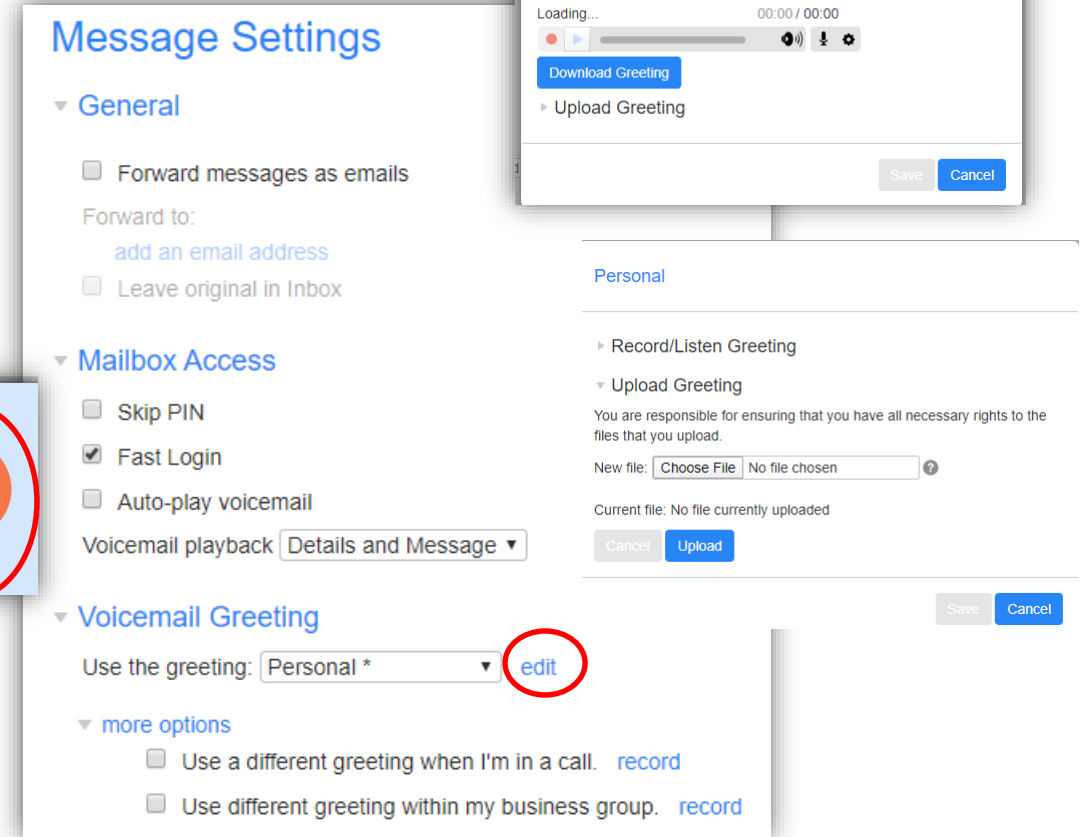 Message Settings
General
Forward messages as emails
Forward to:
add an email address
Leave original in Inbox
Mailbox Access
Skip PIN
Fast Login
Auto-play voicemail
Voicemail playback Details and Message
Voicemail Greeting
Use the greeting: Personal * edit
more options
Use a different greeting when I'm in a call. record
Use different greeting within my business group. record
Loading... 00:00 / 00:00
Download Greeting
Upload Greeting
Save Cancel
Personal
Record/Listen Greeting
Upload Greeting
You are responsible for ensuring that you have all necessary rights to the
files that you upload.
New file: Choose File No file chosen ?
Current file: No file currently uploaded
Cancel Upload
Save Cancel